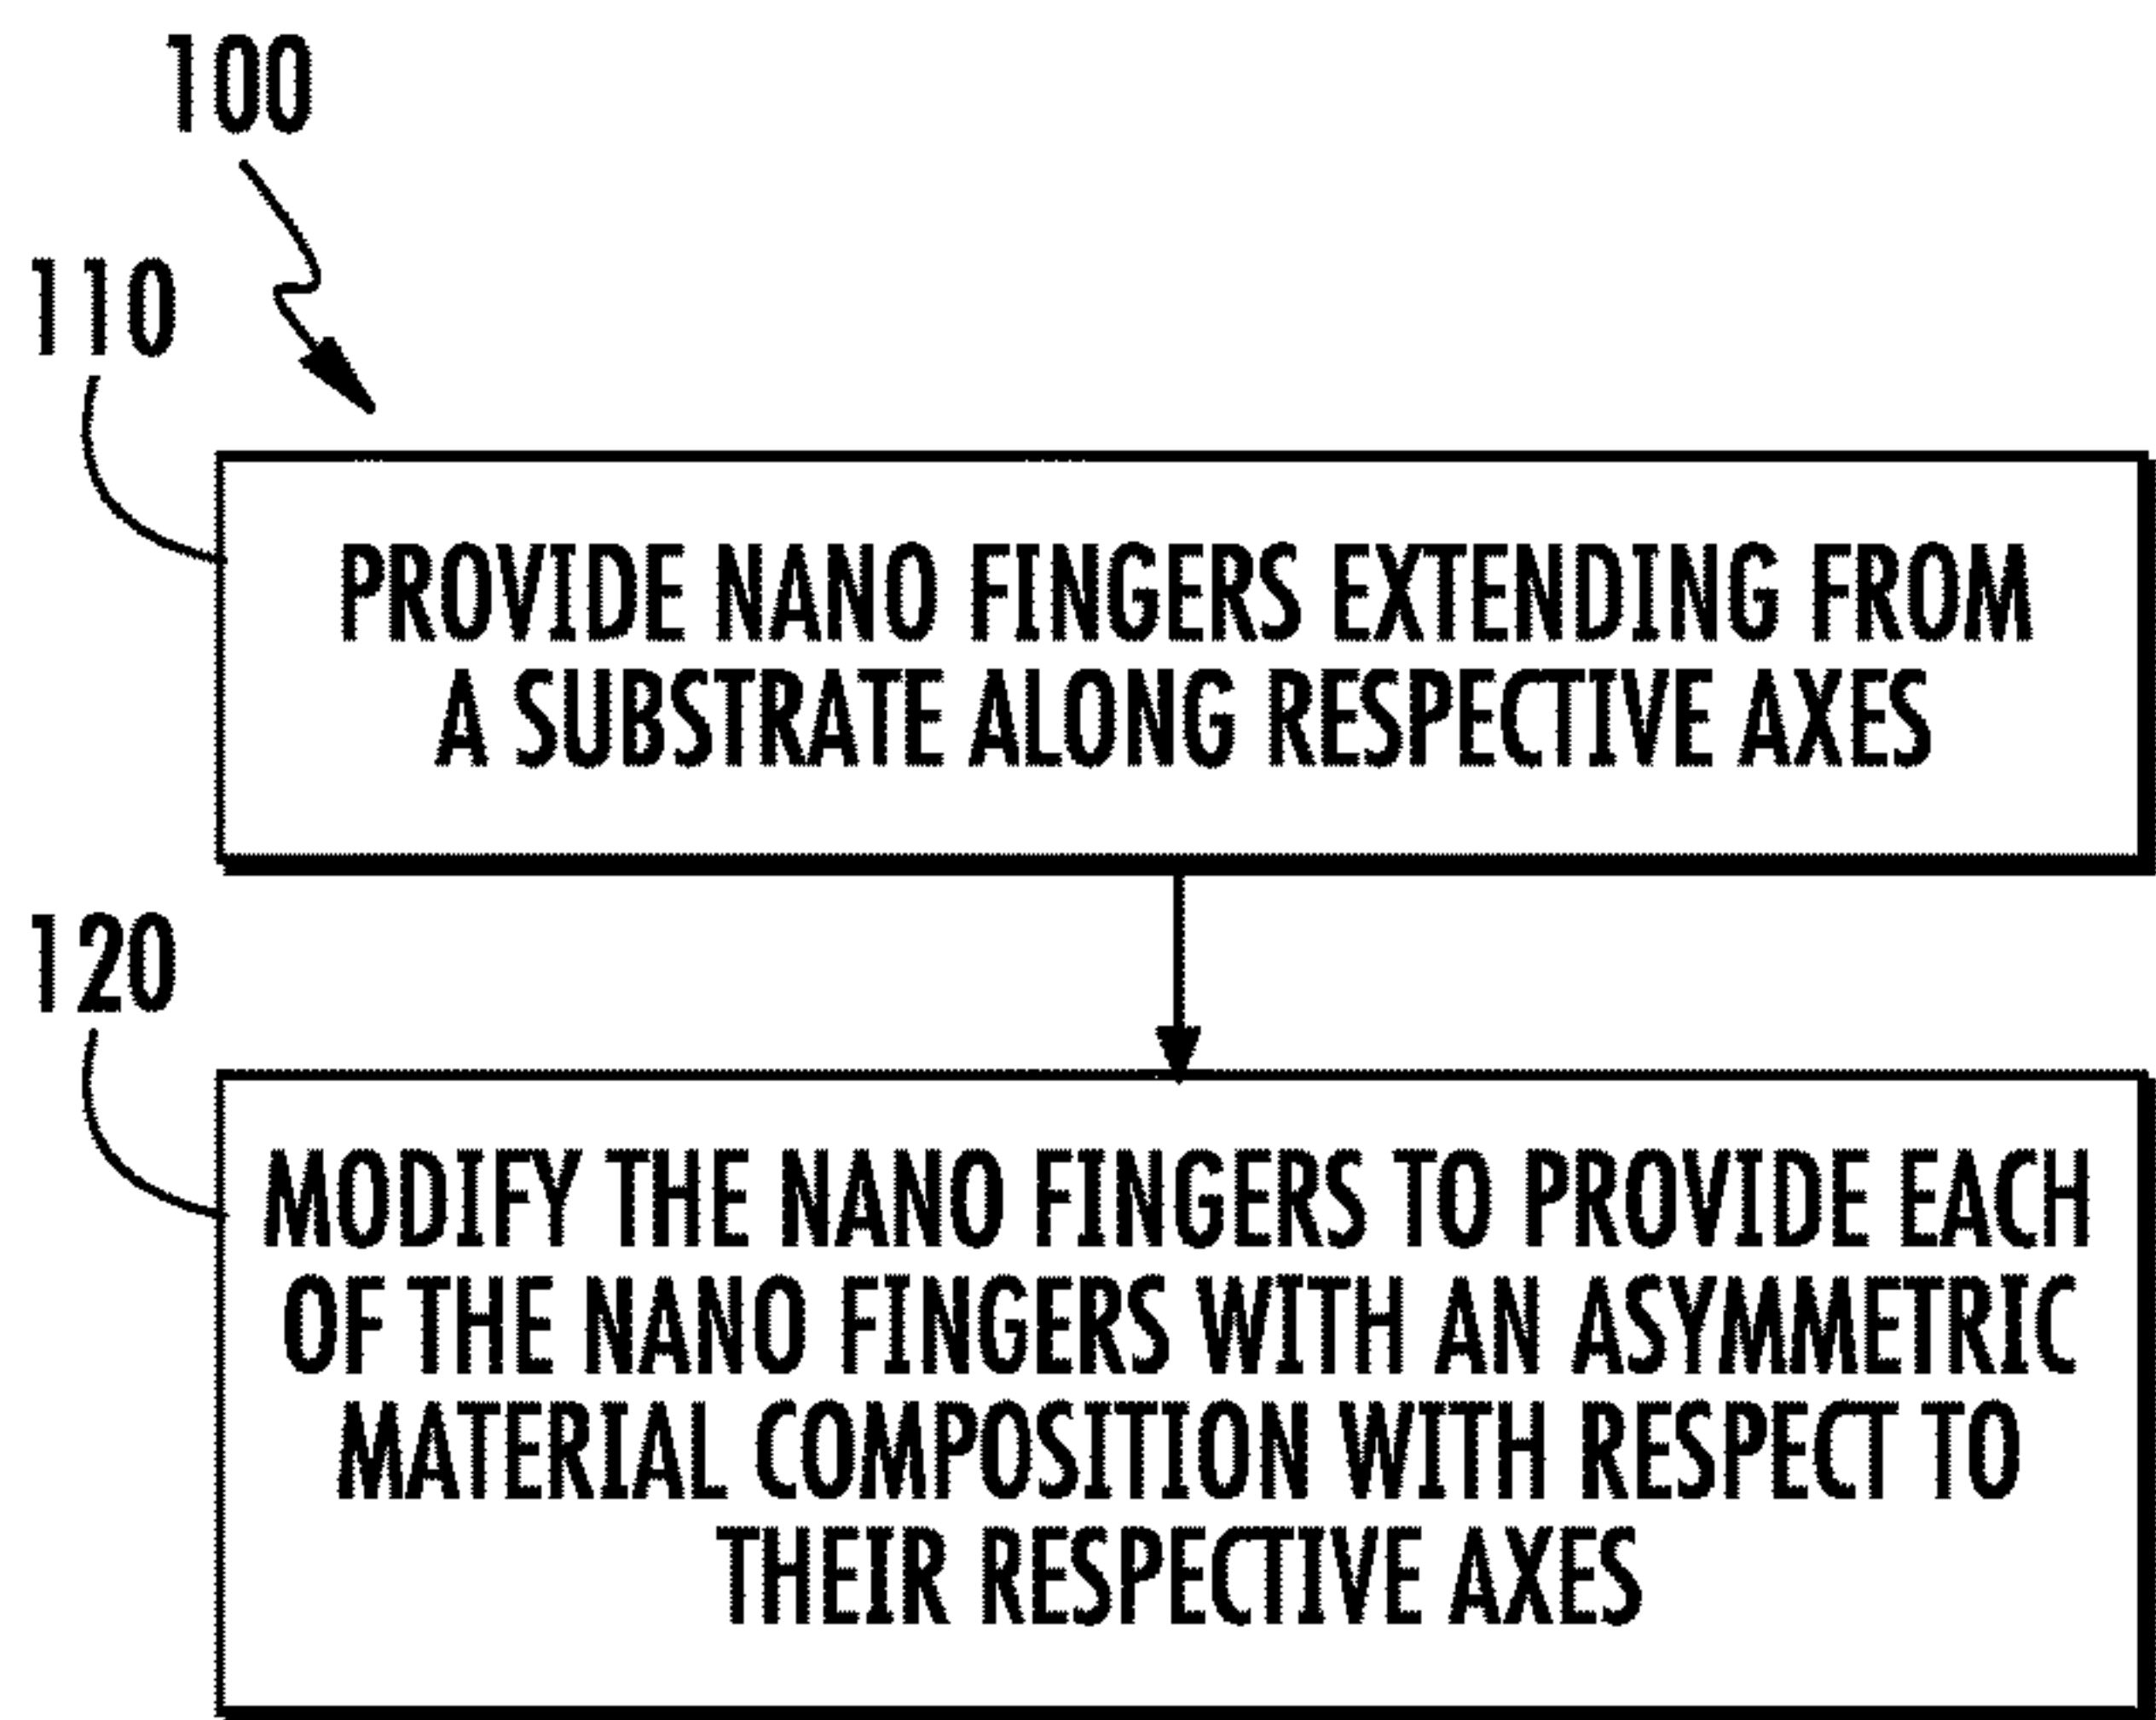 100
110
PROVIDE NANO FINGERS EXTENDING FROM
A SUBSTRATE ALONG RESPECTIVE AXES
120
MODIFY THE NANO FINGERS TO PROVIDE EACH
OF THE NANO FINGERS WITH AN ASYMMETRIC
MATERIAL COMPOSITION WITH RESPECT TO
THEIR RESPECTIVE AXES